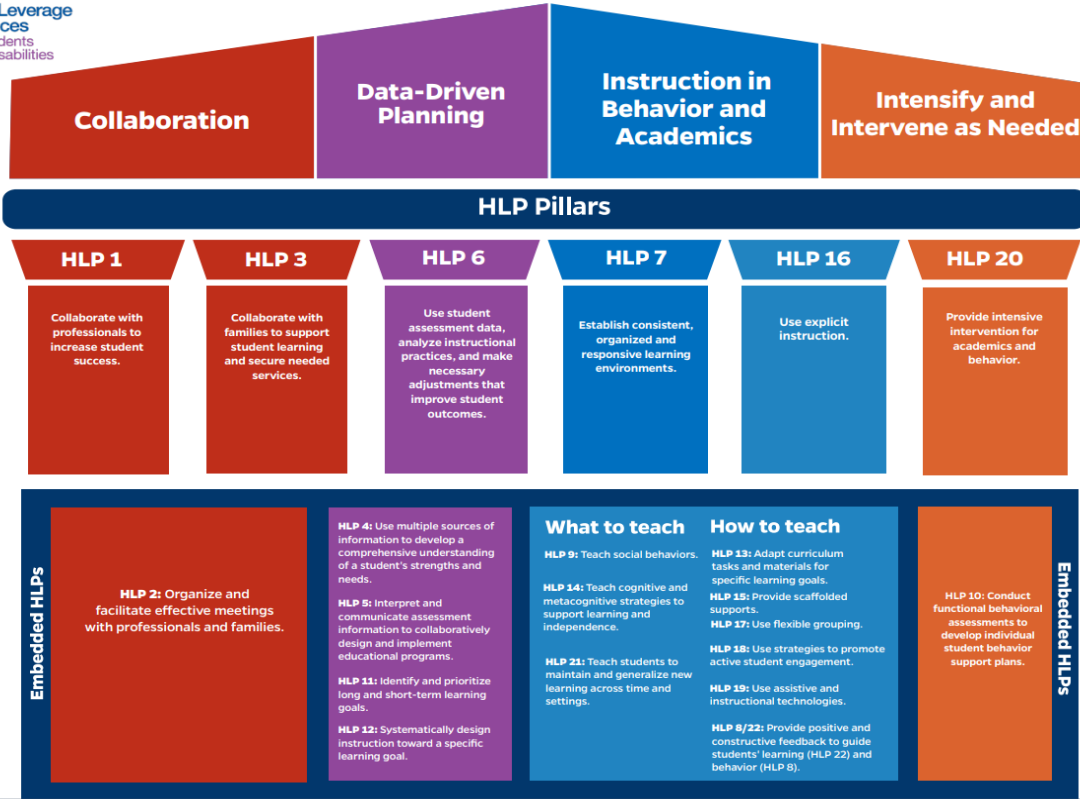 Leverage
ces
dents
sabilities
Collaboration
Data-Driven
Planning
Instruction in
Behavior and
Academics
Intensify and
Intervene as Needed
HLP Pillars
HLP 1
HLP 3
HLP 6
HLP 7
HLP 16
HLP 20
Collaborate with
professionals to
increase student
success.
Collaborate with
families to support
student learning
and secure needed
services.
Use student
assessment data,
analyze instructional
practices, and make
necessary
adjustments that
improve student
outcomes.
Establish consistent,
organized and
responsive learning
environments.
Use explicit
instruction.
Provide intensive
intervention for
academics and
behavior.
Embedded HLPs
HLP 2: Organize and
facilitate effective meetings
with professionals and families.
HLP 4: Use multiple sources of
information to develop a
comprehensive understanding
of a student's strengths and
needs.
HLP 5: Interpret and
communicate assessment
information to collaboratively
design and implement
educational programs.
HLP 11: Identify and prioritize
long and short-term learning
goals.
HLP 12: Systematically design
instruction toward a specific
learning goal.
What to teach
HLP 9: Teach social behaviors.
HLP 14: Teach cognitive and
metacognitive strategies to
support learning and
independence.
HLP 21: Teach students to
maintain and generalize new
learning across time and
settings.
How to teach
HLP 13: Adapt curriculum
tasks and materials for
specific learning goals.
HLP 15: Provide scaffolded
supports.
HLP 17: Use flexible grouping.
HLP 18: Use strategies to promote
active student engagement.
HLP 19: Use assistive and
instructional technologies.
HLP 8/22: Provide positive and
constructive feedback to guide
students' learning (HLP 22) and
behavior (HLP 8).
HLP 10: Conduct
functional behavioral
assessments to
develop individual
student behavior
support plans.
Embedded HLPs